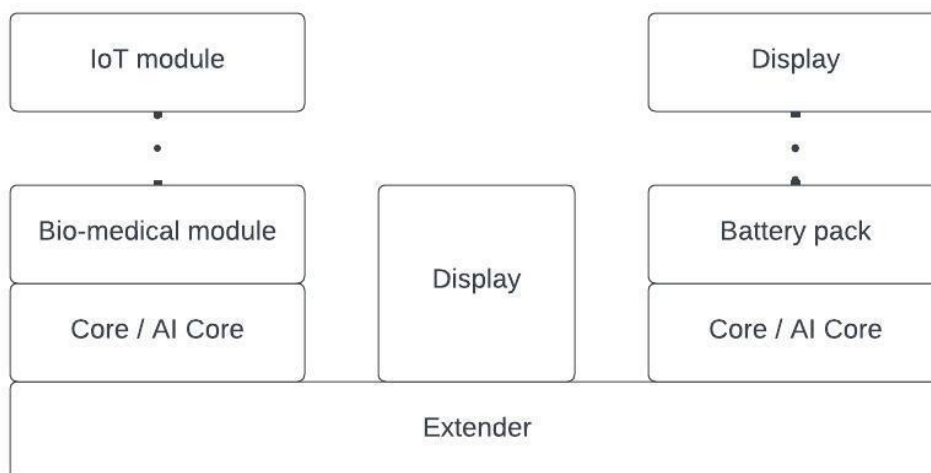 IoT module
Display
Bio-medical module
Display
Battery pack
Core / AI Core
Core / AI Core
Extender